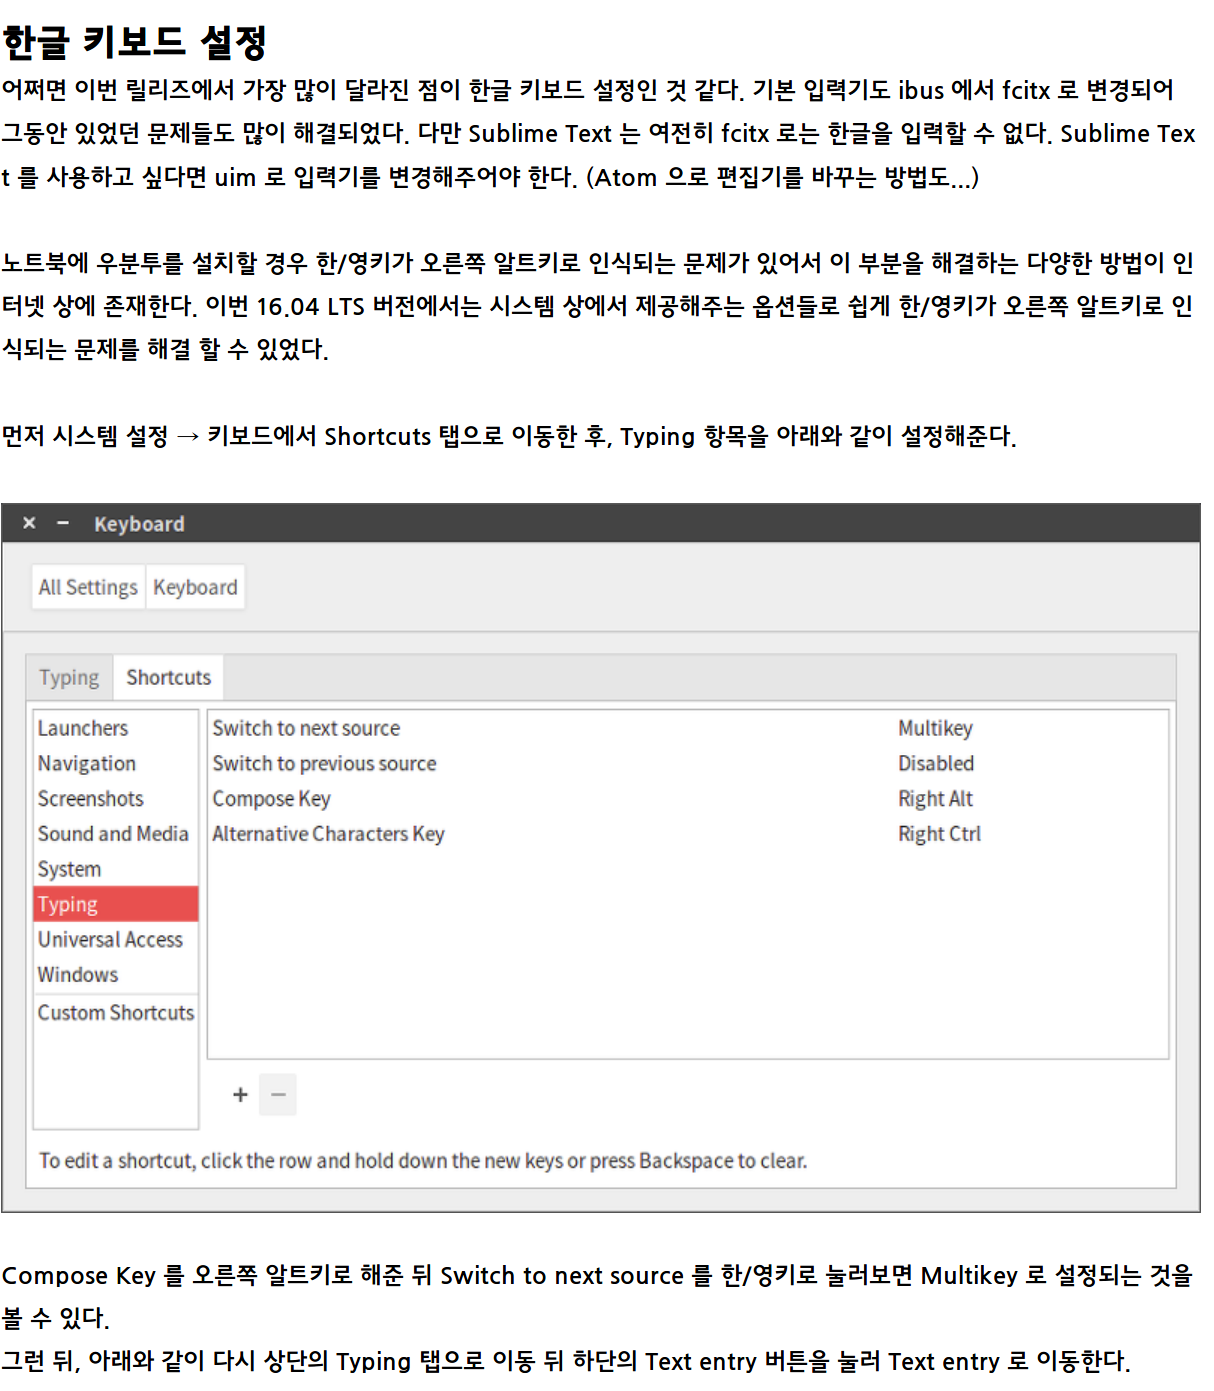 한글 키보드 설정
어쩌면 이번 릴리즈에서 가장 많이 달라진 점이 한글 키보드 설정인 것 같다. 기본 입력기도 ibus 에서 fcitx 로 변경되어
그동안 있었던 문제들도 많이 해결되었다. 다만 Sublime Text 는 여전히 fcitx 로는 한글을 입력할 수 없다. Sublime Tex
t 를 사용하고 싶다면 uim 로 입력기를 변경해주어야 한다. (Atom 으로 편집기를 바꾸는 방법도...)
노트북에 우분투를 설치할 경우 한/영키가 오른쪽 알트키로 인식되는 문제가 있어서 이 부분을 해결하는 다양한 방법이 인
터넷 상에 존재한다. 이번 16.04 LTS 버전에서는 시스템 상에서 제공해주는 옵션들로 쉽게 한/영키가 오른쪽 알트키로 인
식되는 문제를 해결 할 수 있었다.
먼저 시스템 설정 → 키보드에서 Shortcuts 탭으로 이동한 후, Typing 항목을 아래와 같이 설정해준다.
× − Keyboard
All Settings Keyboard
Typing Shortcuts
Launchers
Navigation
Screenshots
Sound and Media
System
Typing
Universal Access
Windows
Custom Shortcuts
Switch to next source Multikey
Switch to previous source Disabled
Compose Key Right Alt
Alternative Characters Key Right Ctrl
+ −
To edit a shortcut, click the row and hold down the new keys or press Backspace to clear.
Compose Key 를 오른쪽 알트키로 해준 뒤 Switch to next source 를 한/영키로 눌러보면 Multikey 로 설정되는 것을
볼 수 있다.
그런 뒤, 아래와 같이 다시 상단의 Typing 탭으로 이동 뒤 하단의 Text entry 버튼을 눌러 Text entry 로 이동한다.